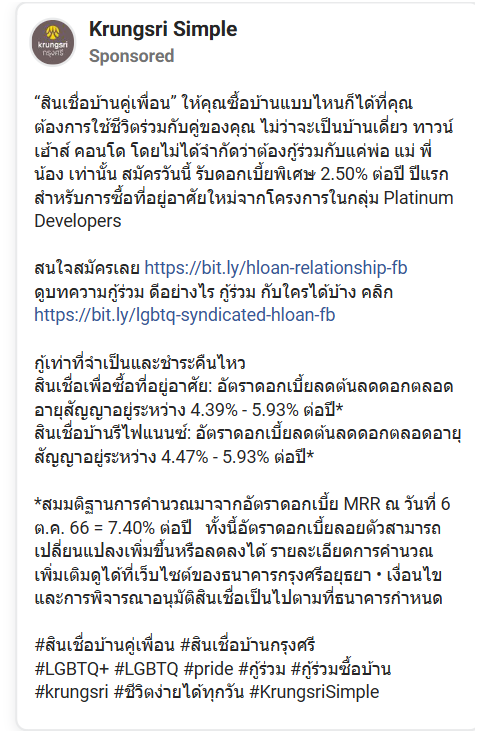 krungsri
กรุงศรี
Krungsri Simple
Sponsored
“สินเชื่อบ้านคู่เพื่อน” ให้คุณซื้อบ้านแบบไหนก็ได้ที่คุณ
ต้องการใช้ชีวิตร่วมกับคู่ของคุณ ไม่ว่าจะเป็นบ้านเดี่ยว ทาวน์
เฮ้าส์ คอนโด โดยไม่ได้จำกัดว่าต้องกู้ร่วมกับแค่พ่อ แม่ พี่
น้อง เท่านั้น สมัครวันนี้ รับดอกเบี้ยพิเศษ 2.50% ต่อปี ปีแรก
สำหรับการซื้อที่อยู่อาศัยใหม่จากโครงการในกลุ่ม Platinum
Developers
สนใจสมัครเลย https://bit.ly/hloan-relationship-fb
ดูบทความกู้ร่วม ดีอย่างไร กู้ร่วม กับใครได้บ้าง คลิก
https://bit.ly/lgbtq-syndicated-hloan-fb
กู้เท่าที่จำเป็นและชำระคืนไหว
สินเชื่อเพื่อซื้อที่อยู่อาศัย: อัตราดอกเบี้ยลดต้นลดดอกตลอด
อายุสัญญาอยู่ระหว่าง 4.39% - 5.93% ต่อปี*
สินเชื่อบ้านรีไฟแนนซ์: อัตราดอกเบี้ยลดต้นลดดอกตลอดอายุ
สัญญาอยู่ระหว่าง 4.47% - 5.93% ต่อปี*
*สมมติฐานการคำนวณมาจากอัตราดอกเบี้ย MRR ณ วันที่ 6
ต.ค. 66 = 7.40% ต่อปี ทั้งนี้อัตราดอกเบี้ยลอยตัวสามารถ
เปลี่ยนแปลงเพิ่มขึ้นหรือลดลงได้ รายละเอียดการคำนวณ
เพิ่มเติมดูได้ที่เว็บไซต์ของธนาคารกรุงศรีอยุธยา • เงื่อนไข
และการพิจารณาอนุมัติสินเชื่อเป็นไปตามที่ธนาคารกำหนด
#สินเชื่อบ้านคู่เพื่อน #สินเชื่อบ้านกรุงศรี
#LGBTQ+ #LGBTQ #pride #กู้ร่วม #กู้ร่วมซื้อบ้าน
#krungsri #ชีวิตง่ายได้ทุกวัน #KrungsriSimple